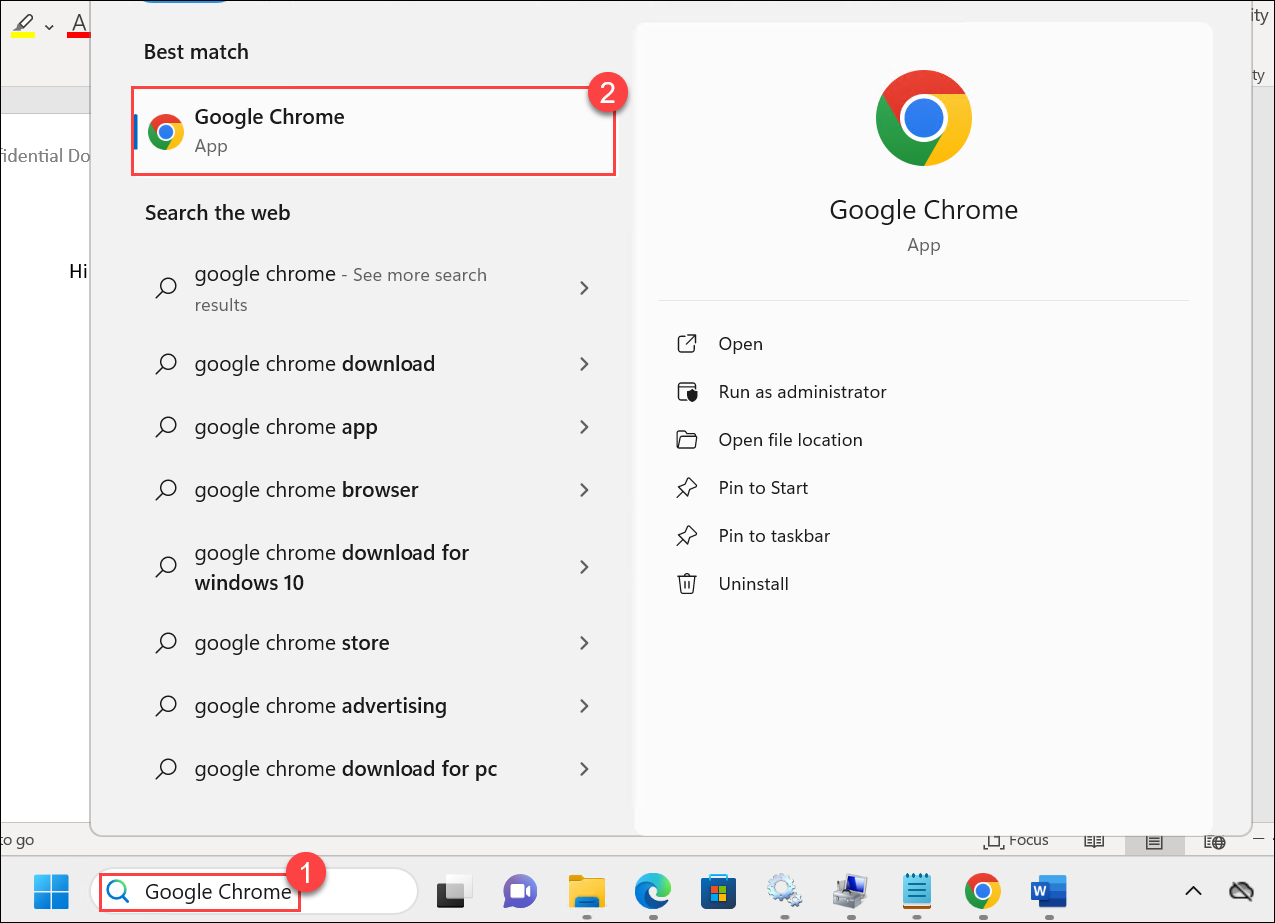 ity
A
Best match
2
Google Chrome
App
ty
fidential Do
Search the web
Hi
google chrome - See more search
results
google chrome download
google chrome app
google chrome browser
google chrome download for
windows 10
google chrome store
google chrome advertising
google chrome download for pc
Google Chrome
App
Open
Run as administrator
Open file location
Pin to Start
Pin to taskbar
Uninstall
to go
Focus
1
Google Chrome
W